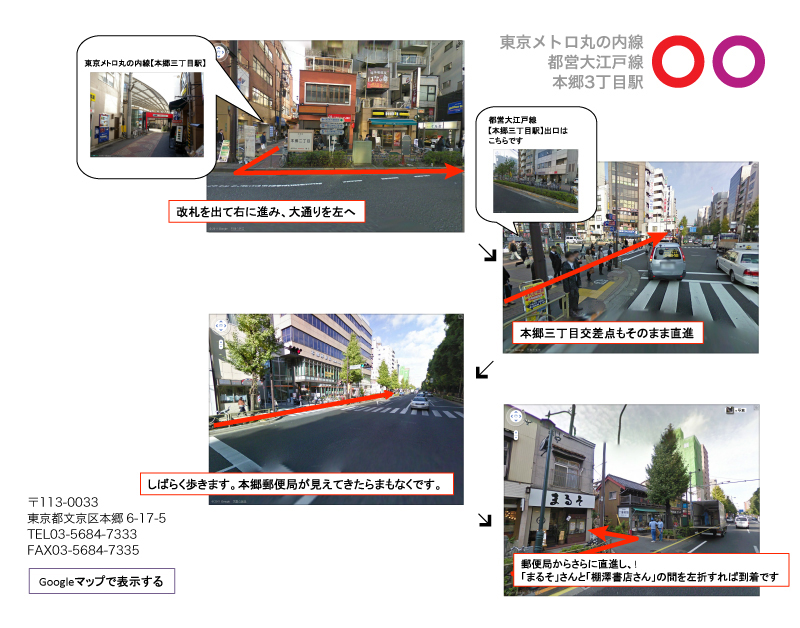 東京メトロ丸の内線
都営大江戸線
本郷3丁目駅
東京メトロ丸の内線【本郷三丁目駅】
改札を出て右に進み、大通りを左へ
都営大江戸線
【本郷三丁目駅】出口は
こちらです
本郷三丁目交差点もそのまま直進
しばらく歩きます。本郷郵便局が見えてきたらまもなくです。
まるそ
郵便局からさらに直進し、!
「まるそ」さんと「棚澤書店さん」の間を左折すれば到着です
〒113-0033
東京都文京区本郷 6-17-5
TEL03-5684-7333
FAX03-5684-7335
Googleマップで表示する